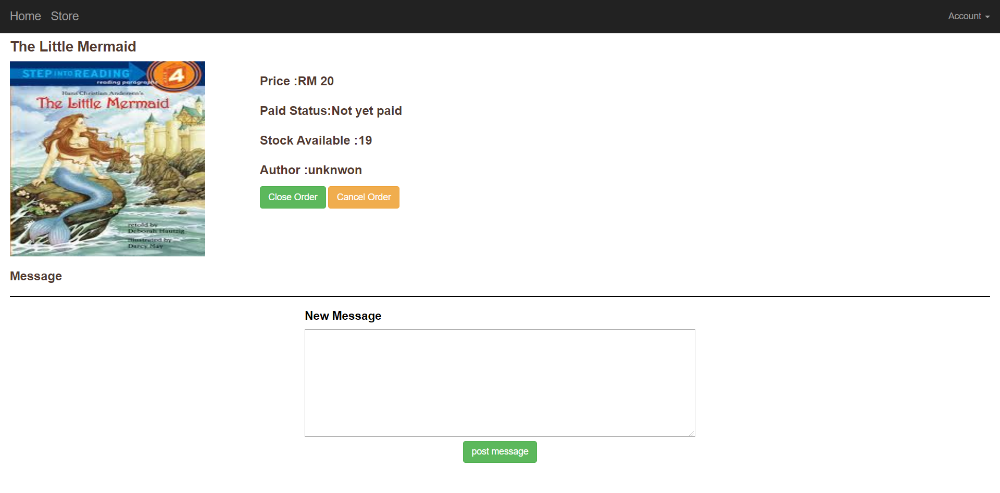 Home Store Account
The Little Mermaid
STEP INTO READING
4
reading paragraphs
Hans Christian Andersen's
The Little Mermaid
retold by
Deborah Hautzig
illustrated by
Darcy May
Price :RM 20
Paid Status:Not yet paid
Stock Available :19
Author :unknwon
Close Order Cancel Order
Message
New Message
post message